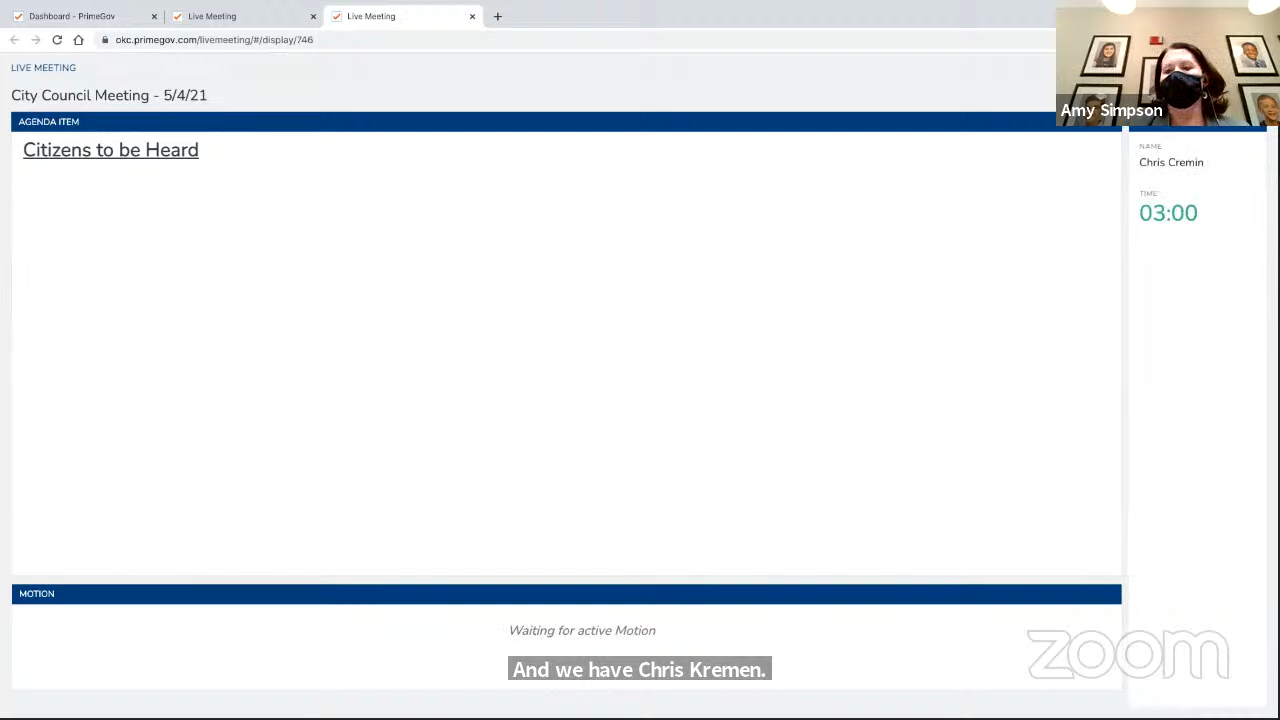 Dashboard - PrimeGov
Live Meeting
Live Meeting
okc.primegov.com/livemeeting/#/display/746
LIVE MEETING
City Council Meeting - 5/4/21
AGENDA ITEM
Citizens to be Heard
Amy Simpson
NAME
Chris Cremin
TIME
03:00
MOTION
Waiting for active Motion
And we have Chris Kremen.
zoom